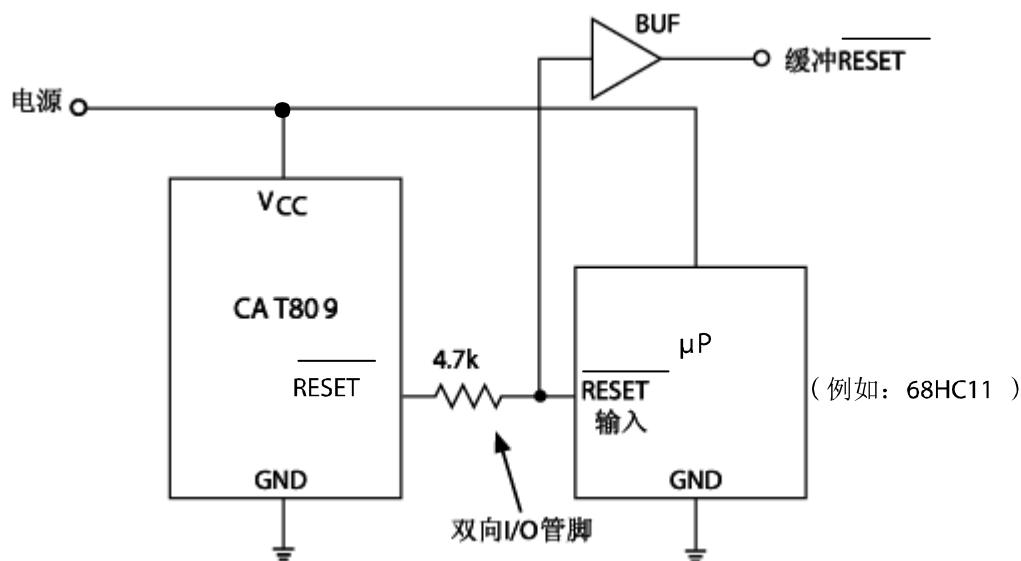 BUF
缓冲RESET
电源
VCC
CAT809
RESET
4.7k
μP
RESET
输入
（例如：68HC11 ）
GND
GND
双向I/O管脚